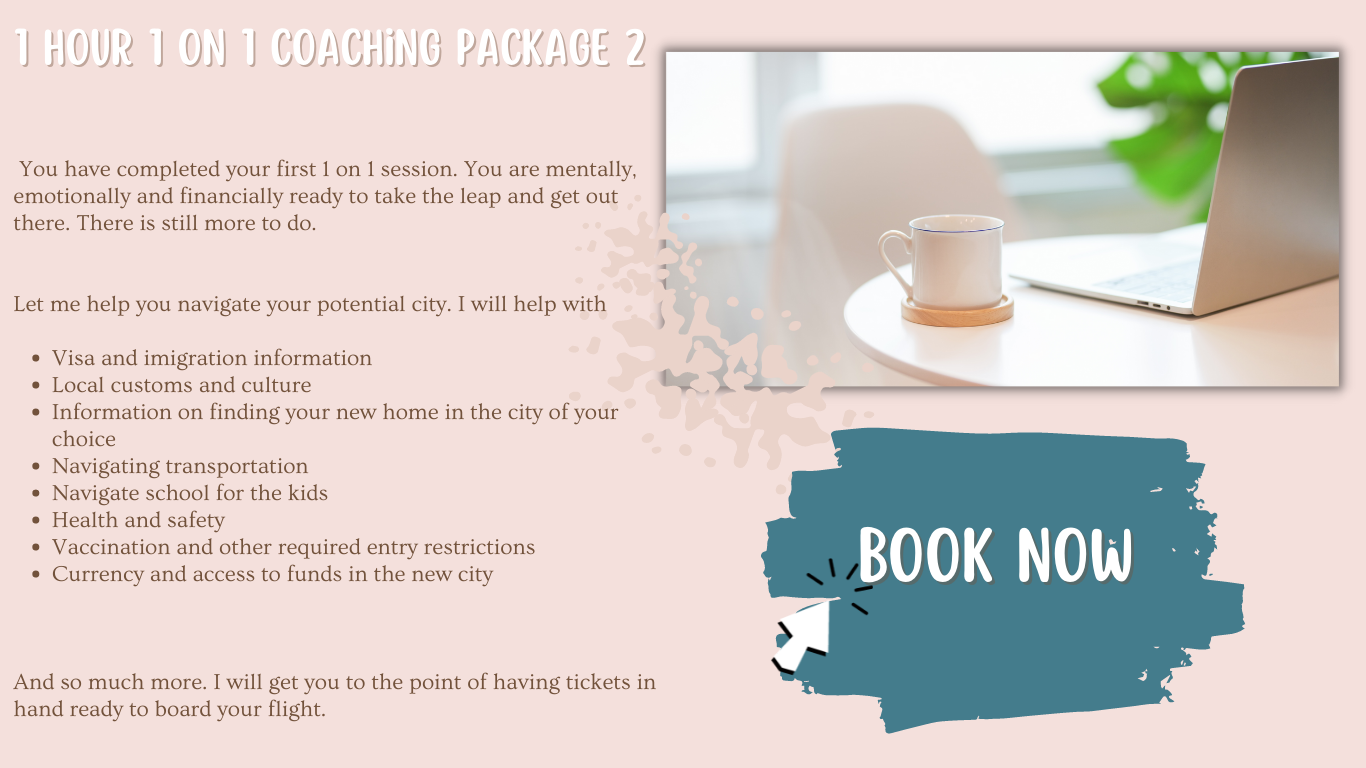 1 HOUR 1 ON 1 COACHING PACKAGE 2
You have completed your first 1 on 1 session. You are mentally,
emotionally and financially ready to take the leap and get out
there. There is still more to do.
Let me help you navigate your potential city. I will help with
• Visa and imigration information
• Local customs and culture
• Information on finding your new home in the city of your
choice
• Navigating transportation
• Navigate school for the kids
• Health and safety
• Vaccination and other required entry restrictions
• Currency and access to funds in the new city
And so much more. I will get you to the point of having tickets in
hand ready to board your flight.
BOOK NOW